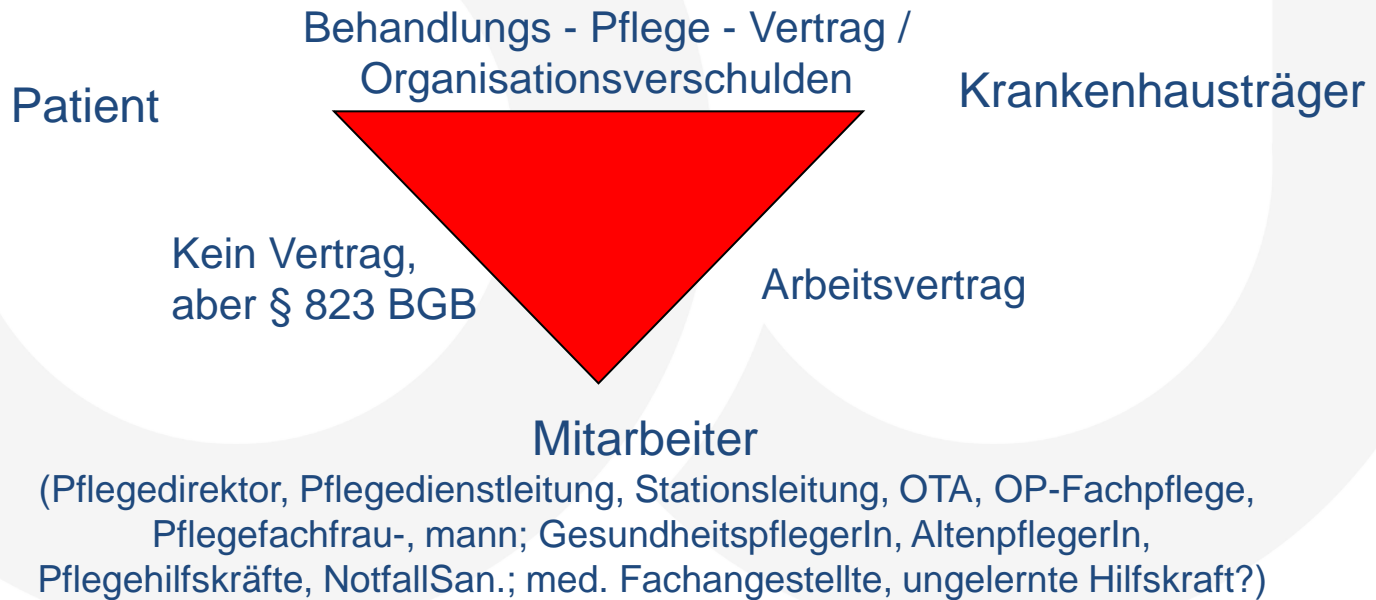 Behandlungs - Pflege - Vertrag /
Organisationsverschulden
Patient
Krankenhausträger
Kein Vertrag,
aber § 823 BGB
Arbeitsvertrag
Mitarbeiter
(Pflegedirektor, Pflegedienstleitung, Stationsleitung, OTA, OP-Fachpflege,
Pflegefachfrau-, mann; GesundheitspflegerIn, AltenpflegerIn,
Pflegehilfskräfte, NotfallSan.; med. Fachangestellte, ungelernte Hilfskraft?)